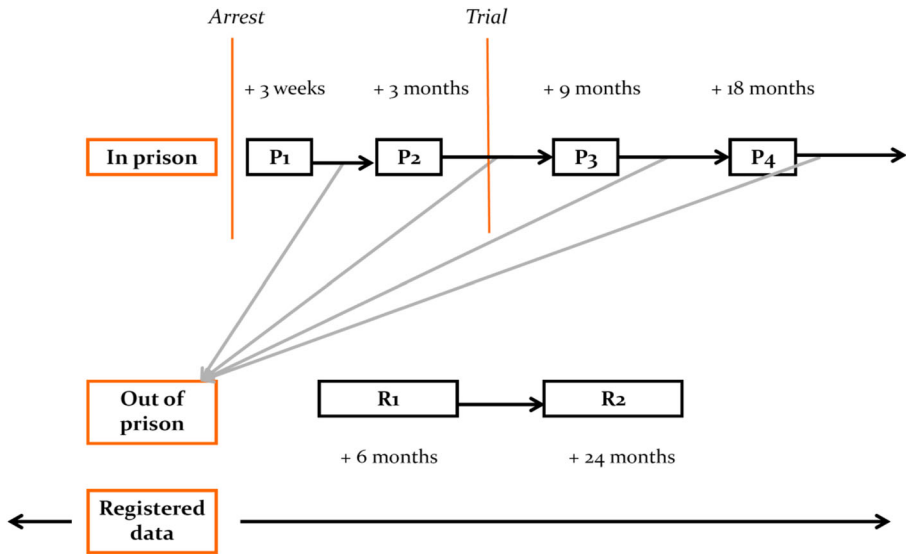 Arrest
Trial
+ 3 weeks
+ 3 months
+ 9 months
+ 18 months
In prison
P1
P2
P3
P4
Out of
prison
R1
R2
+ 6 months
+ 24 months
Registered
data